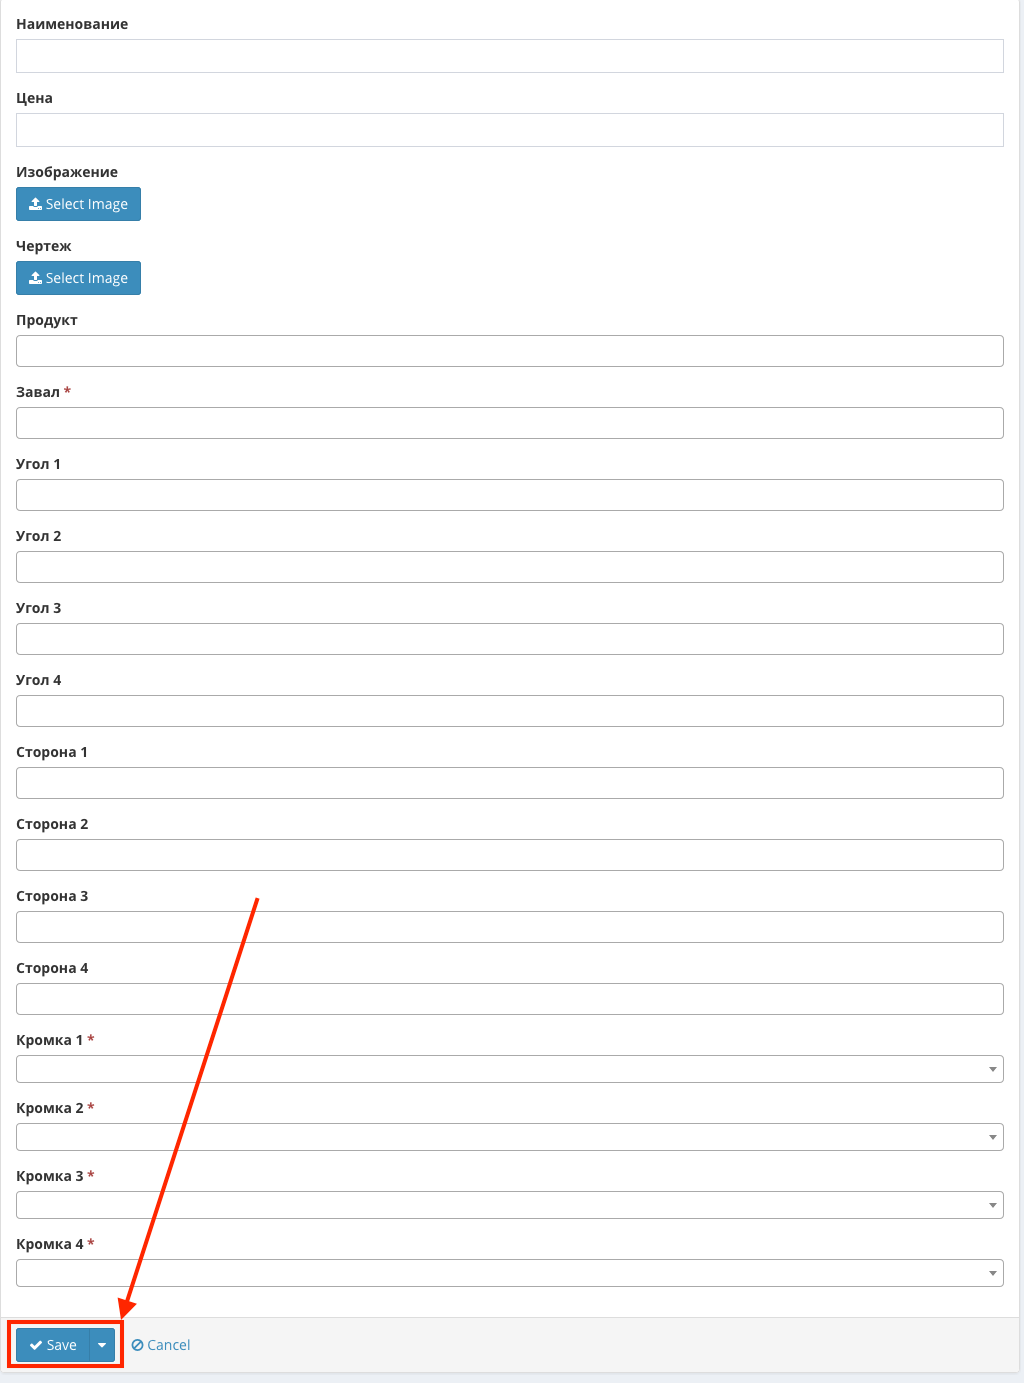 Наименование
Цена
Изображение
Select Image
Чертеж
Select Image
Продукт
Завал *
Угол 1
Угол 2
Угол 3
Угол 4
Сторона 1
Сторона 2
Сторона 3
Сторона 4
Кромка 1 *
Кромка 2 *
Кромка 3 *
Кромка 4 *
Save Cancel